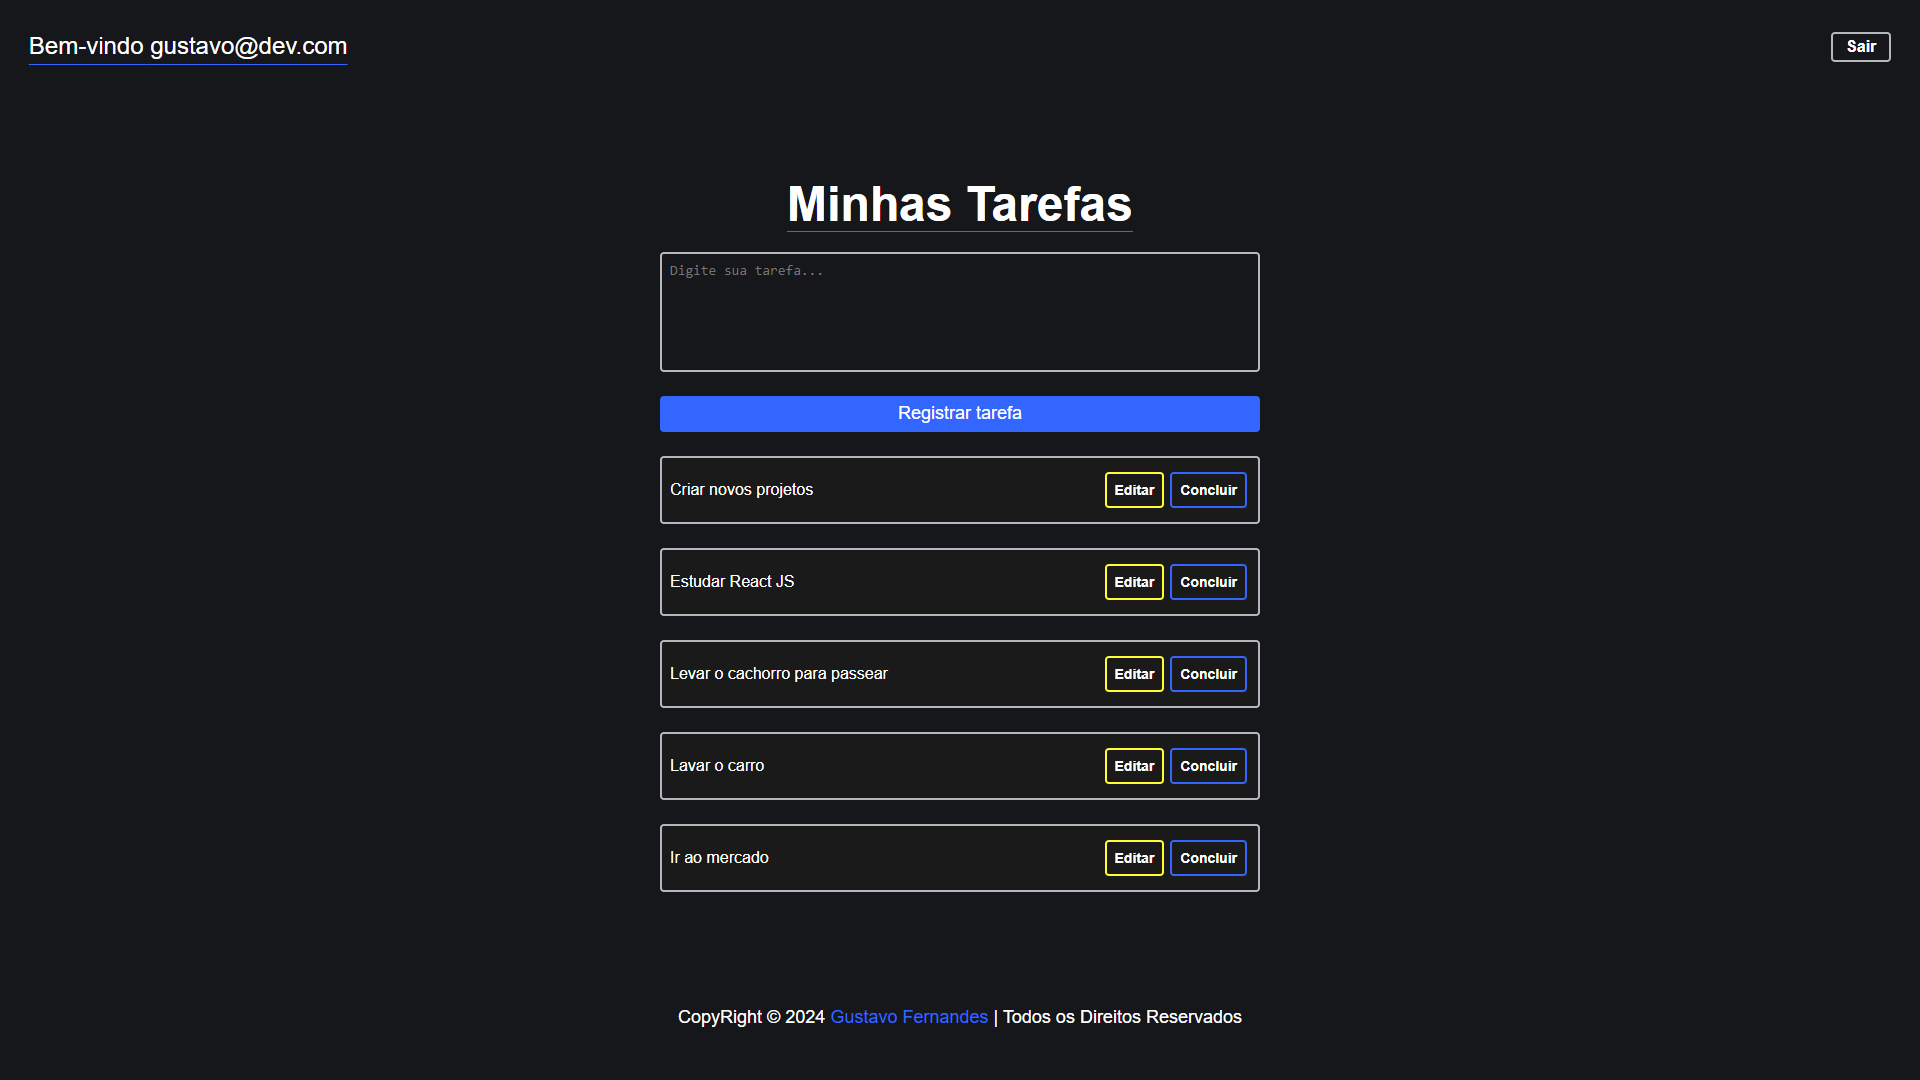 Bem-vindo gustavo@dev.com
Sair
Minhas Tarefas
Digite sua tarefa...
Registrar tarefa
Criar novos projetos Editar Concluir
Estudar React JS Editar Concluir
Levar o cachorro para passear Editar Concluir
Lavar o carro Editar Concluir
Ir ao mercado Editar Concluir
CopyRight © 2024 Gustavo Fernandes | Todos os Direitos Reservados